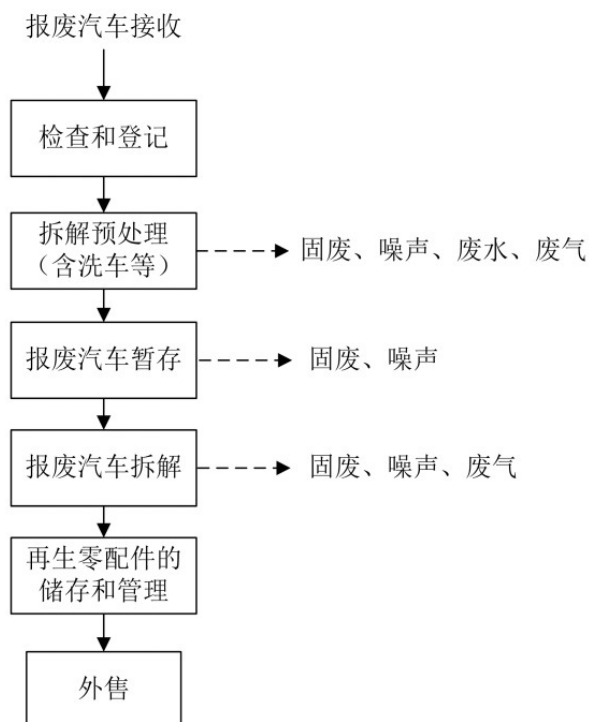 报废汽车接收
检查和登记
拆解预处理
（含洗车等）
固废、噪声、废水、废气
报废汽车暂存
固废、噪声
报废汽车拆解
固废、噪声、废气
再生零配件的
储存和管理
外售